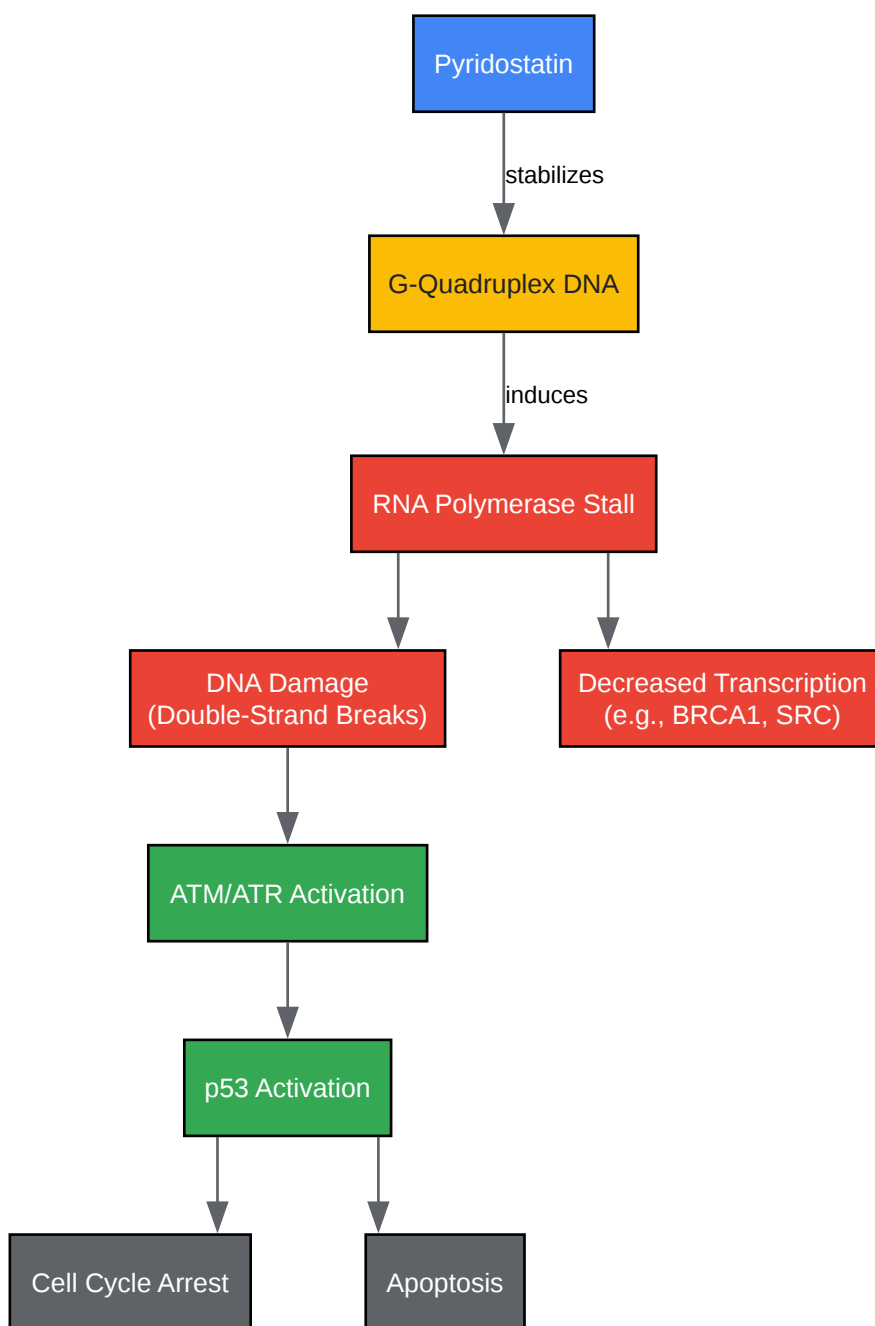 Pyridostatin
stabilizes
G-Quadruplex DNA
induces
RNA Polymerase Stall
DNA Damage
(Double-Strand Breaks)
Decreased Transcription
(e.g., BRCA1, SRC)
ATM/ATR Activation
p53 Activation
Cell Cycle Arrest
Apoptosis